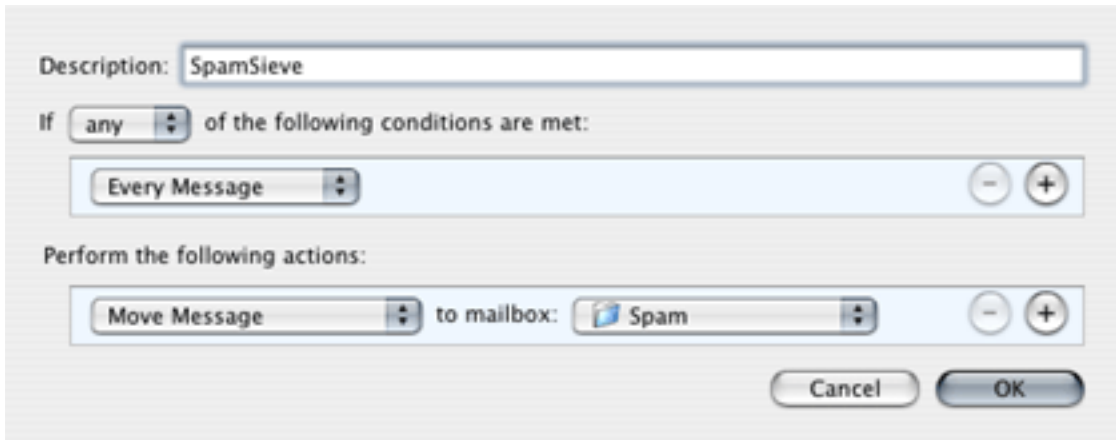 Description: SpamSieve
If any of the following conditions are met:
Every Message
Perform the following actions:
Move Message to mailbox: Spam
Cancel OK